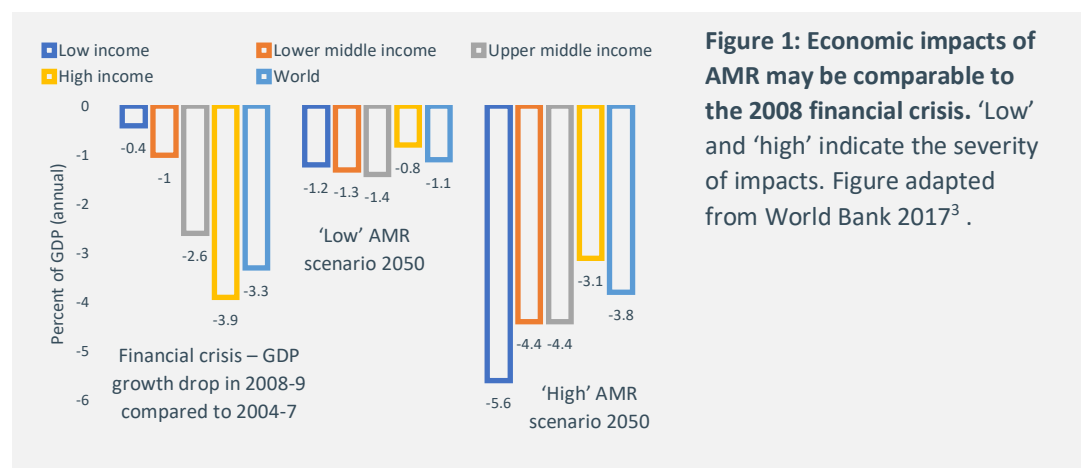 Low income
Lower middle income
Upper middle income
High income
World
Percent of GDP (annual)
0
-1
-2
-3
-4
-5
-6
-0.4
-1
-2.6
-3.9
-3.3
Financial crisis – GDP
growth drop in 2008-9
compared to 2004-7
-1.2
-1.3
-1.4
-0.8
-1.1
‘Low’ AMR
scenario 2050
-5.6
-4.4
-4.4
-3.1
-3.8
‘High’ AMR
scenario 2050
Figure 1: Economic impacts of
AMR may be comparable to
the 2008 financial crisis. ‘Low’
and ‘high’ indicate the severity
of impacts. Figure adapted
from World Bank 2017³ .